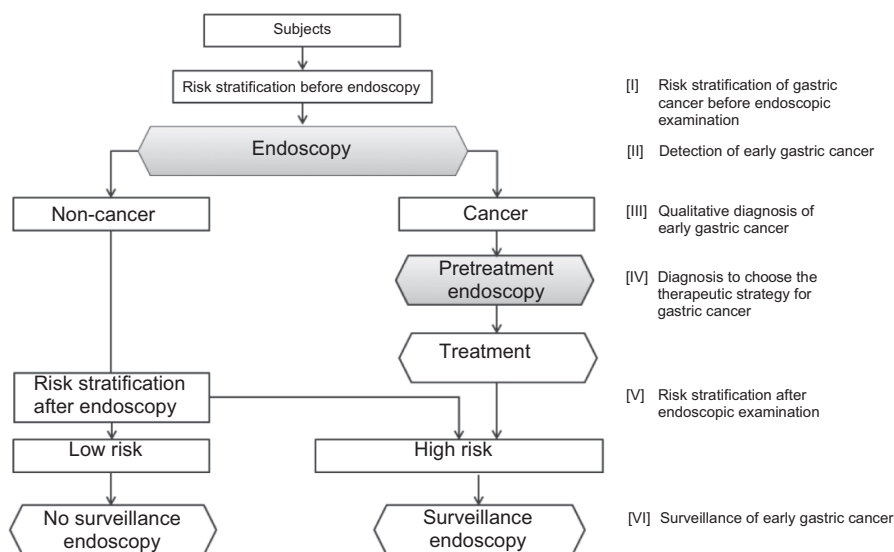 Subjects
Risk stratification before endoscopy
Endoscopy
Non-cancer
Cancer
Pretreatment
endoscopy
Treatment
Risk stratification
after endoscopy
Low risk
High risk
No surveillance
endoscopy
Surveillance
endoscopy
[I] Risk stratification of gastric
cancer before endoscopic
examination
[II] Detection of early gastric cancer
[III] Qualitative diagnosis of
early gastric cancer
[IV] Diagnosis to choose the
therapeutic strategy for
gastric cancer
[V] Risk stratification after
endoscopic examination
[VI] Surveillance of early gastric cancer